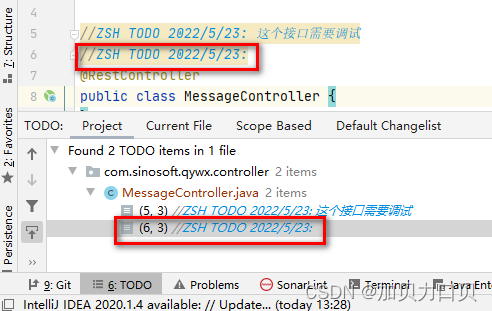 //ZSH TODO 2022/5/23: 这个接口需要调试
5
//ZSH TODO 2022/5/23:
6
@RestController
7
public class MessageController {
8
TODO: Project Current File Scope Based Default Changelist
Found 2 TODO items in 1 file
com.sinosoft.qywx.controller 2 items
MessageController.java 2 items
(5, 3) //ZSH TODO 2022/5/23: 这个接口需要调试
(6, 3) //ZSH TODO 2022/5/23:
7: Structure
2: Favorites
Persistence
9: Git 6: TODO Problems SonarLint Terminal Java Enter
CSDN @加贝力口贝
IntelliJ IDEA 2020.1.4 available: // Update... (today 13:28)